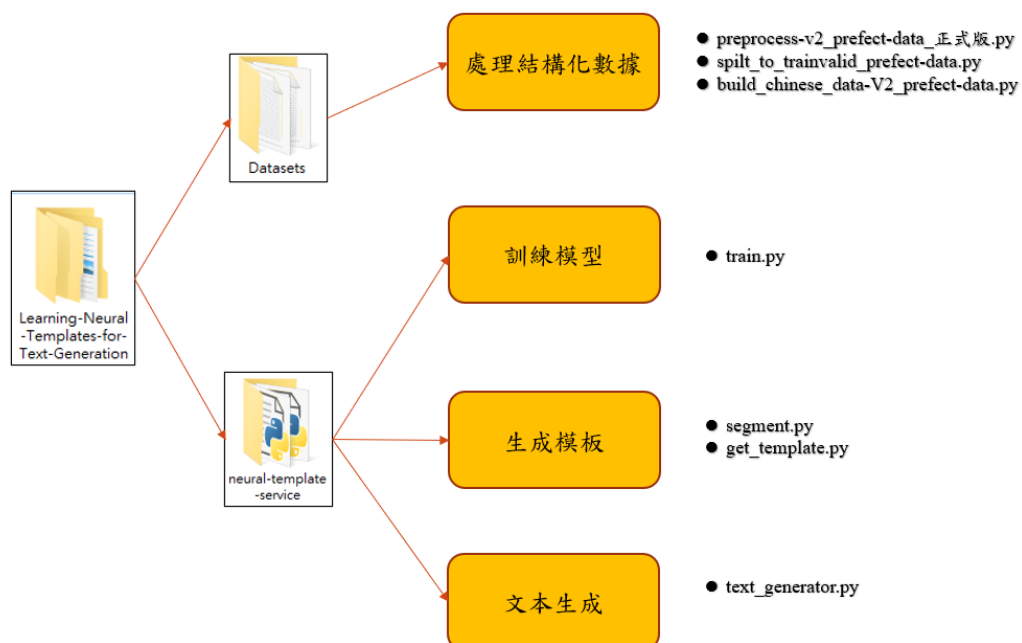 Learning-Neural
-Templates-for-
Text-Generation
Datasets
處理結構化數據
preprocess-v2_prefect-data_正式版.py
spilt_to_trainvalid_prefect-data.py
build_chinese_data-V2_prefect-data.py
neural-template
-service
訓練模型
train.py
生成模板
segment.py
get_template.py
文本生成
text_generator.py